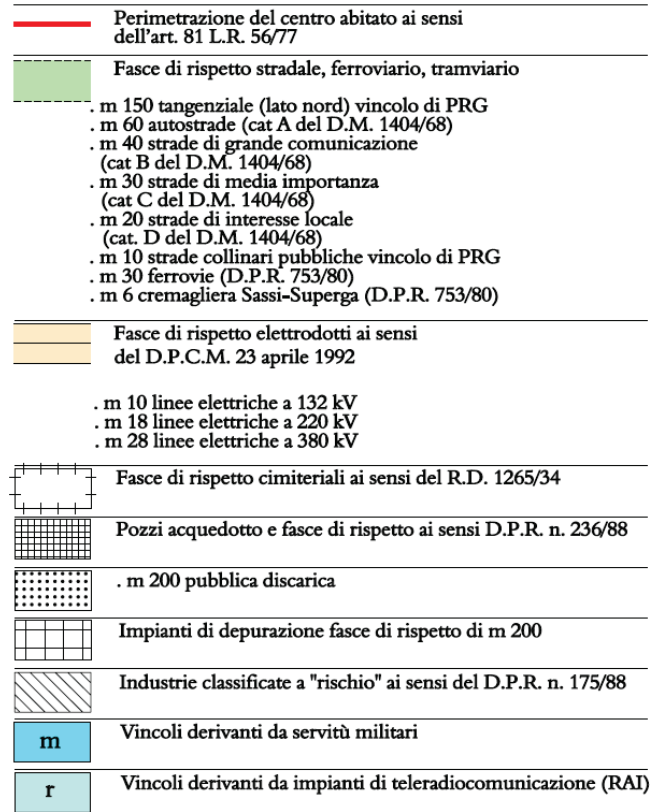 Perimetrazione del centro abitato ai sensi
dell'art. 81 L.R. 56/77
Fasce di rispetto stradale, ferroviario, tramviario
. m 150 tangenziale (lato nord) vincolo di PRG
. m 60 autostrade (cat A del D.M. 1404/68)
. m 40 strade di grande comunicazione
(cat B del D.M. 1404/68)
. m 30 strade di media importanza
(cat C del D.M. 1404/68)
. m 20 strade di interesse locale
(cat. D del D.M. 1404/68)
. m 10 strade collinari pubbliche vincolo di PRG
. m 30 ferrovie (D.P.R. 753/80)
. m 6 cremagliera Sassi-Superga (D.P.R. 753/80)
Fasce di rispetto elettrodotti ai sensi
del D.P.C.M. 23 aprile 1992
. m 10 linee elettriche a 132 kV
. m 18 linee elettriche a 220 kV
. m 28 linee elettriche a 380 kV
Fasce di rispetto cimiteriali ai sensi del R.D. 1265/34
Pozzi acquedotto e fasce di rispetto ai sensi D.P.R. n. 236/88
. m 200 pubblica discarica
Impianti di depurazione fasce di rispetto di m 200
Industrie classificate a "rischio" ai sensi del D.P.R. n. 175/88
m Vincoli derivanti da servitù militari
r Vincoli derivanti da impianti di teleradiocomunicazione (RAI)